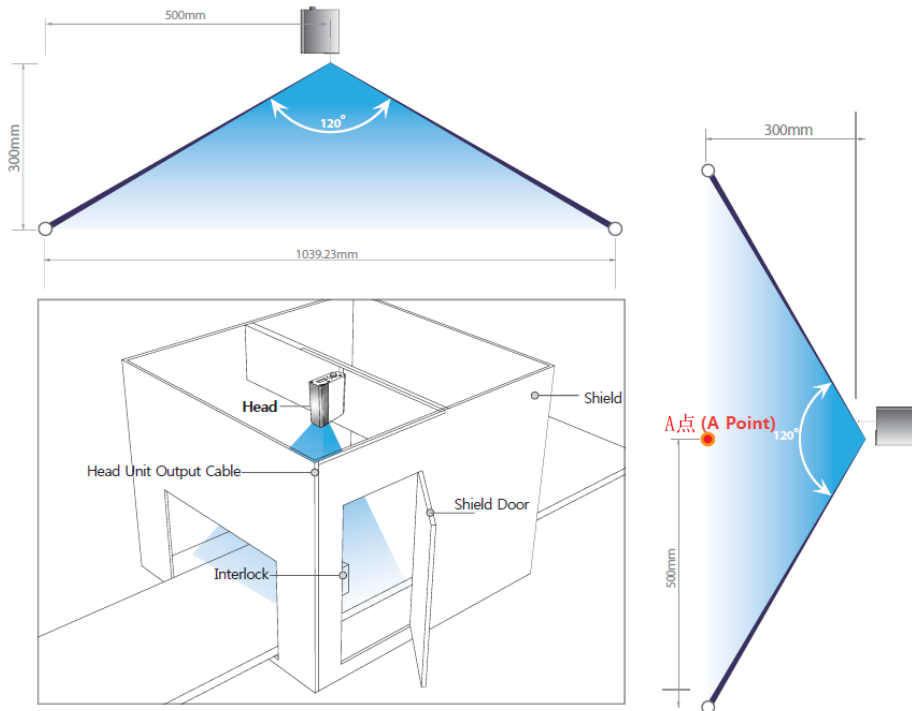 500mm
300mm
120°
1039.23mm
Head
Shield
Head Unit Output Cable
Shield Door
Interlock
300mm
A点 (A Point)
120°
500mm